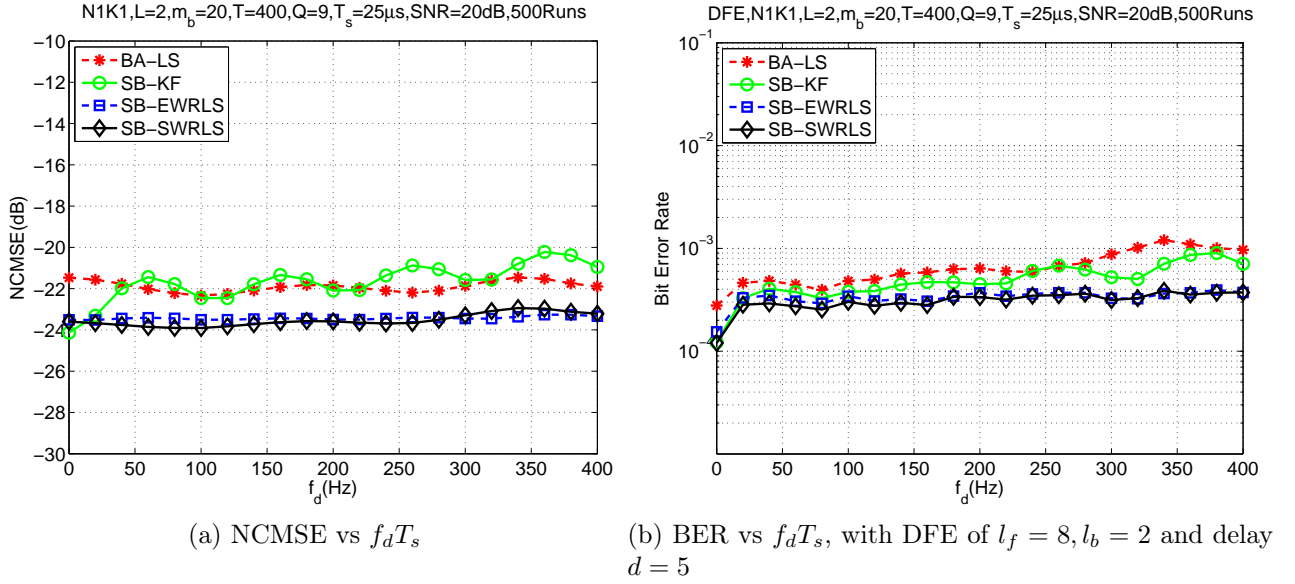 N1K1,L=2,m_b=20,T=400,Q=9,T_s=25μs,SNR=20dB,500Runs
−10
−12
−14
−16
−18
−20
−22
−24
−26
−28
−30
NCMSE(dB)
BA−LS
SB−KF
SB−EWRLS
SB−SWRLS
0 50 100 150 200 250 300 350 400
f_d(Hz)
(a) NCMSE vs f_dT_s
DFE,N1K1,L=2,m_b=20,T=400,Q=9,T_s=25μs,SNR=20dB,500Runs
10^−1
10^−2
10^−3
10^−4
Bit Error Rate
BA−LS
SB−KF
SB−EWRLS
SB−SWRLS
0 50 100 150 200 250 300 350 400
f_d(Hz)
(b) BER vs f_dT_s, with DFE of l_f = 8, l_b = 2 and delay
d = 5